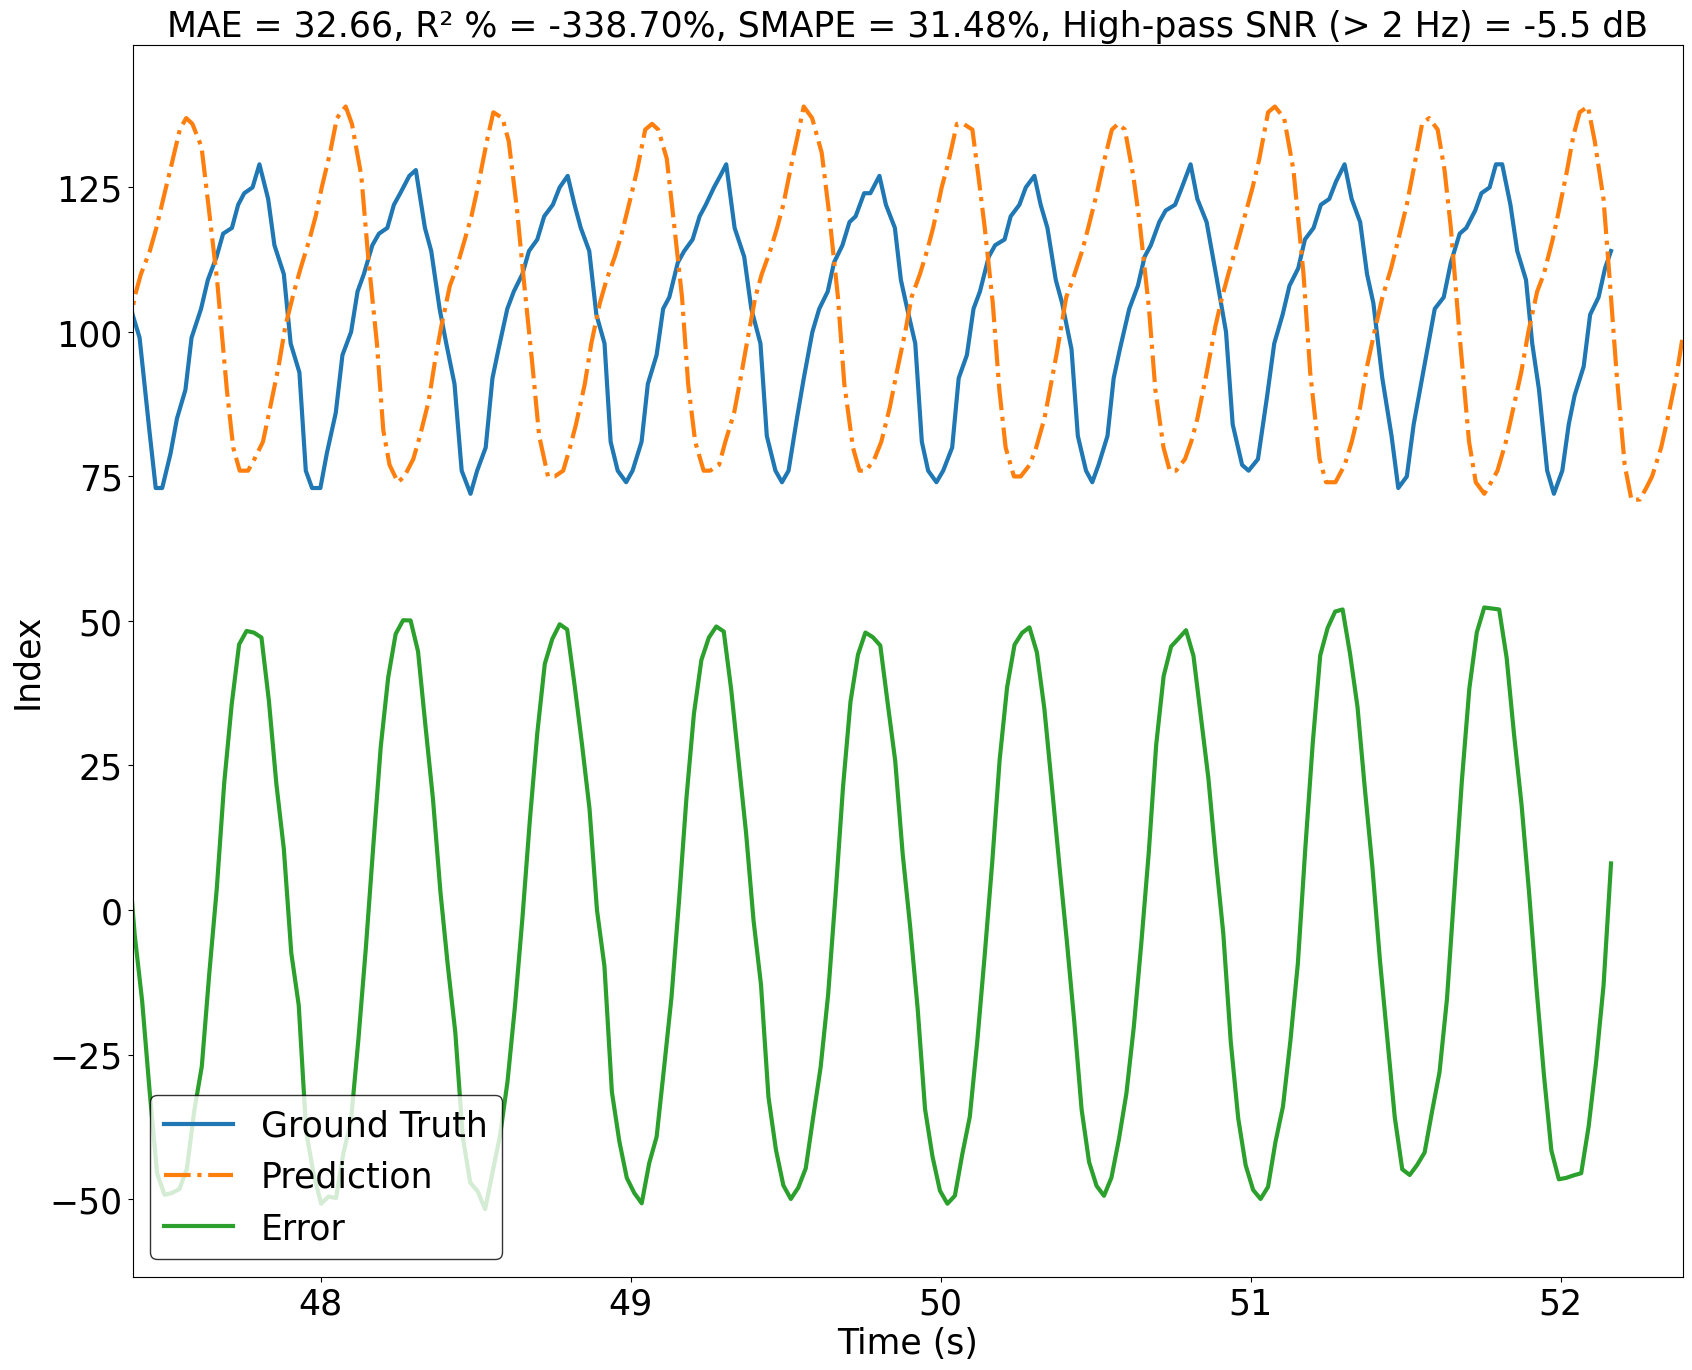 MAE = 32.66, R² % = -338.70%, SMAPE = 31.48%, High-pass SNR (> 2 Hz) = -5.5 dB
125
100
75
50
25
0
−25
−50
Index
Ground Truth
Prediction
Error
48 49 50 51 52
Time (s)